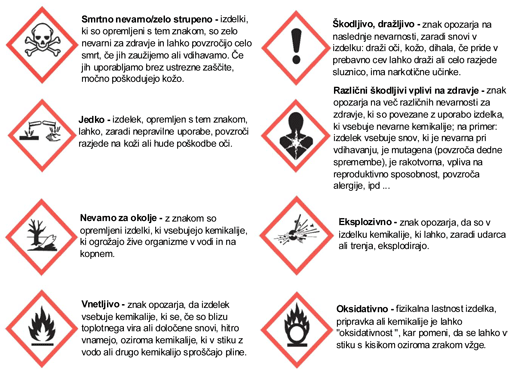 Smrtno nevarno/zelo strupeno - izdelki,
ki so opremljeni s tem znakom, so zelo
nevarni za zdravje in lahko povzročijo celo
smrt, če jih zaužijemo ali vdihavamo. Če
jih uporabljamo brez ustrezne zaščite,
močno poškodujejo kožo.
Jedko - izdelek, opremljen s tem znakom,
lahko, zaradi nepravilne uporabe, povzroči
razjede na koži ali hude poškodbe oči.
Nevarno za okolje - z znakom so
opremljeni izdelki, ki vsebujejo kemikalije,
ki ogrožajo žive organizme v vodi in na
kopnem.
Vnetljivo - znak opozarja, da izdelek
vsebuje kemikalije, ki se, če so blizu
toplotnega vira ali določene snovi, hitro
vnamejo, oziroma kemikalije, ki v stiku z
vodo ali drugo kemikalijo sproščajo pline.
Škodljivo, dražljivo - znak opozarja na
naslednje nevarnosti, zaradi snovi v
izdelku: draži oči, kožo, dihala, če pride v
prebavno cev lahko draži ali celo razjede
sluznico, ima narkotične učinke.
Različni škodljivi vplivi na zdravje - znak
opozarja na več različnih nevarnosti za
zdravje, ki so povezane z uporabo izdelka,
ki vsebuje nevarne kemikalije; na primer:
izdelek vsebuje snov, ki je nevarna pri
vdihavanju, je mutagena (povzroča dedne
spremembe), je rakotvorna, vpliva na
reproduktivno sposobnost, povzroča
alergije, ipd ...
Eksplozivno - znak opozarja, da so v
izdelku kemikalije, ki lahko, zaradi udarca
ali trenja, eksplodirajo.
Oksidativno - fizikalna lastnost izdelka,
pripravka ali kemikalije je lahko
"oksidativnost ", kar pomeni, da se lahko v
stiku s kisikom oziroma zrakom vžge.